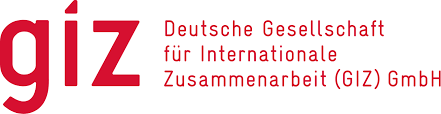 giz
Deutsche Gesellschaft
für Internationale
Zusammenarbeit (GIZ) GmbH